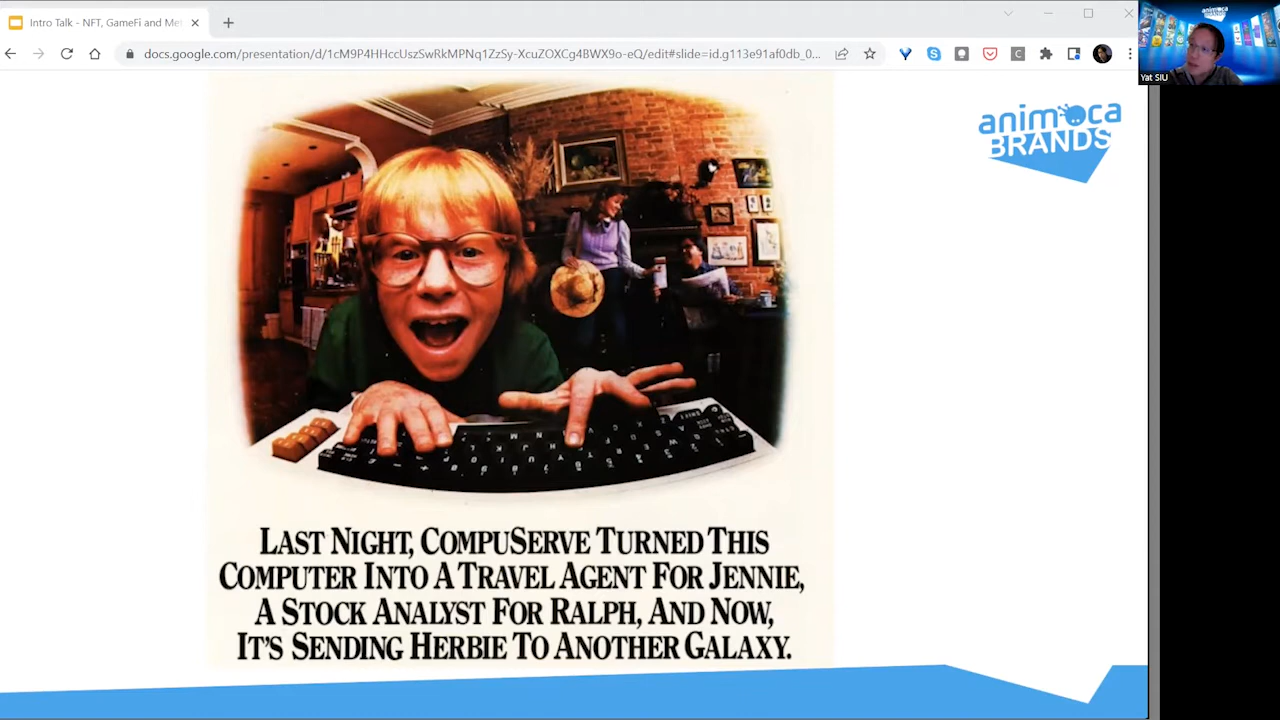 Intro Talk - NFT, GameFi and Me
docs.google.com/presentation/d/1cM9P4HHccUszSwRNUPNq1ZzSy-XcuZOXCg4BWX9o-eQ/edit#slide=id.g113e91af0db_0...
Yat SIU
animoca
BRANDS
LAST NIGHT, COMPUSERVE TURNED THIS
COMPUTER INTO A TRAVEL AGENT FOR JENNIE,
A STOCK ANALYST FOR RALPH, AND NOW,
IT'S SENDING HERBIE TO ANOTHER GALAXY.